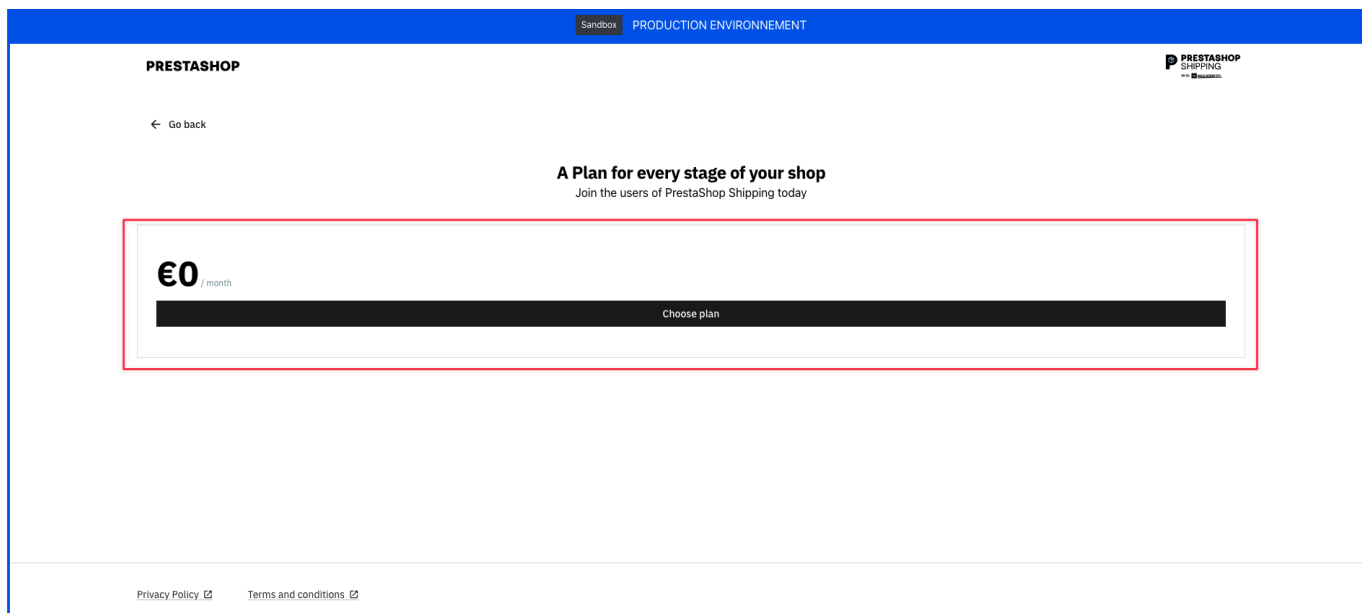 Sandbox PRODUCTION ENVIRONNEMENT
PRESTASHOP
PRESTASHOP
SHIPPING
← Go back
A Plan for every stage of your shop
Join the users of PrestaShop Shipping today
€0 / month
Choose plan
Privacy Policy Terms and conditions